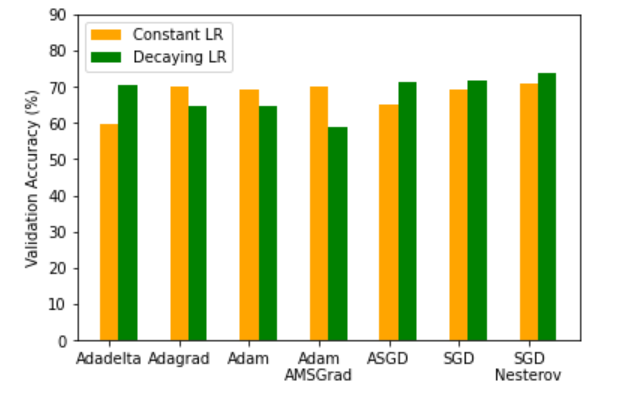 90
80
70
60
50
40
30
20
10
0
Validation Accuracy (%)
Constant LR
Decaying LR
Adadelta Adagrad Adam Adam AMSGrad ASGD SGD SGD Nesterov